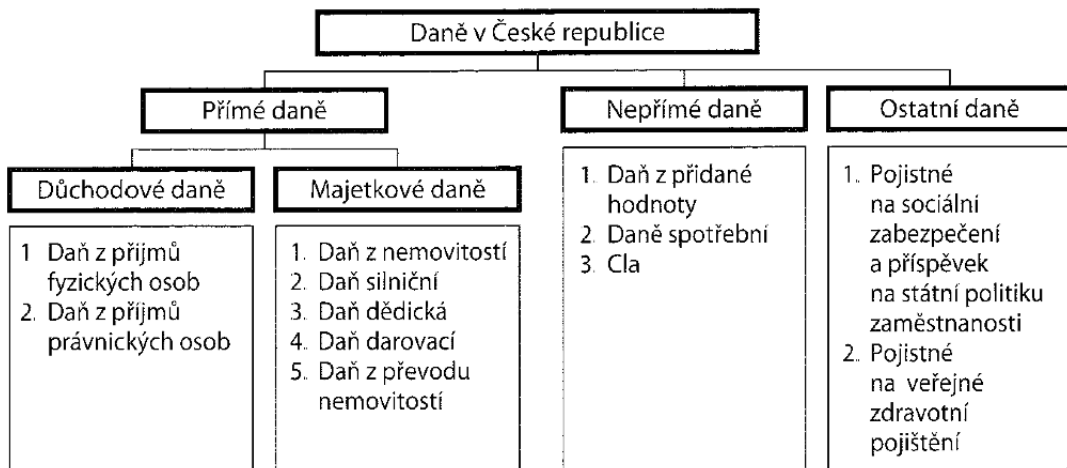 Daně v České republice
Přímé daně
Nepřímé daně
Ostatní daně
Důchodové daně
Majetkové daně
1 Daň z přijmů
fyzických osob
2. Daň z příjmů
právnických osob
1. Daň z nemovitostí
2. Daň silniční
3. Daň dědická
4. Daň darovací
5. Daň z převodu
nemovitostí
1. Daň z přidané
hodnoty
2. Daně spotřební
3. Cla
1. Pojistné
na sociální
zabezpečení
a příspěvek
na státní politiku
zaměstnanosti
2. Pojistné
na veřejné
zdravotní
pojištění